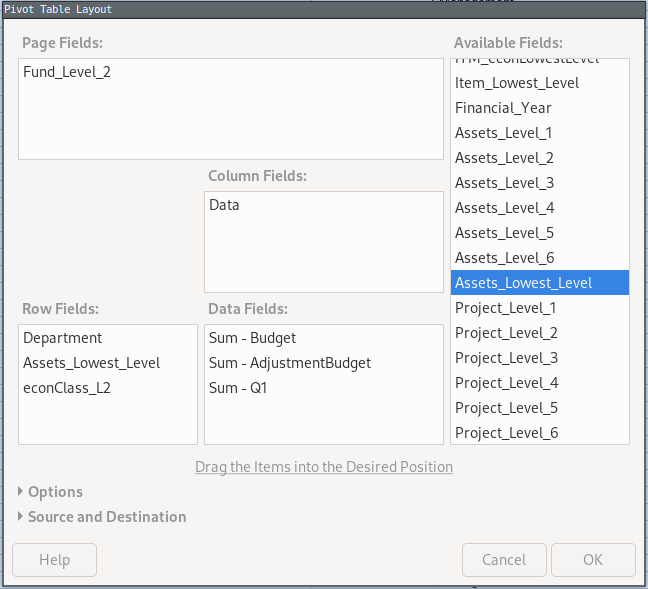 Pivot Table Layout
Page Fields:
Fund_Level_2
Column Fields:
Data
Row Fields:
Department
Assets_Lowest_Level
econClass_L2
Data Fields:
Sum - Budget
Sum - AdjustmentBudget
Sum - Q1
Available Fields:
Item_Lowest_Level
Financial_Year
Assets_Level_1
Assets_Level_2
Assets_Level_3
Assets_Level_4
Assets_Level_5
Assets_Level_6
Assets_Lowest_Level
Project_Level_1
Project_Level_2
Project_Level_3
Project_Level_4
Project_Level_5
Project_Level_6
Drag the Items into the Desired Position
Options
Source and Destination
Help
Cancel
OK